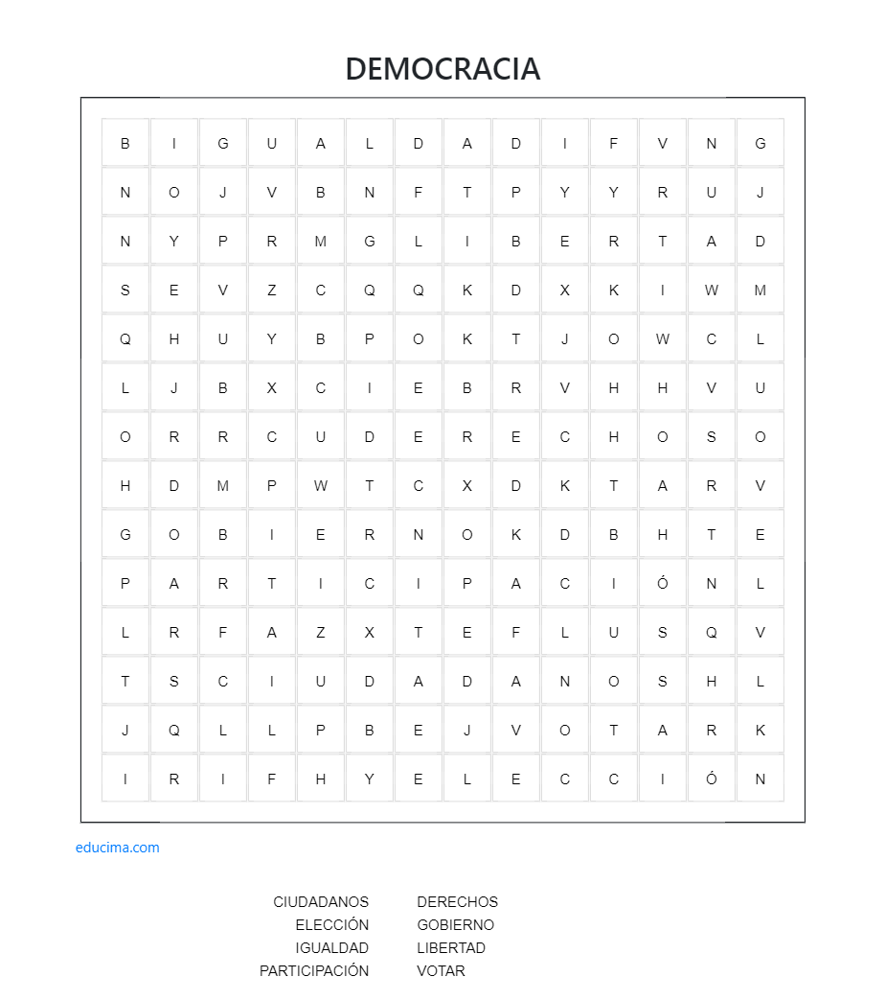 DEMOCRACIA
B I G U A L D A D I F V N G
N O J V B N F T P Y Y R U J
N Y P R M G L I B E R T A D
S E V Z C Q Q K D X K I W M
Q H U Y B P O K T J O W C L
L J B X C I E B R V H H V U
O R R C U D E R E C H O S O
H D M P W T C X D K T A R V
G O B I E R N O K D B H T E
P A R T I C I P A C I Ó N L
L R F A Z X T E F L U S Q V
T S C I U D A D A N O S H L
J Q L L P B E J V O T A R K
I R I F H Y E L E C C I Ó N
educima.com
CIUDADANOS DERECHOS
ELECCIÓN GOBIERNO
IGUALDAD LIBERTAD
PARTICIPACIÓN VOTAR